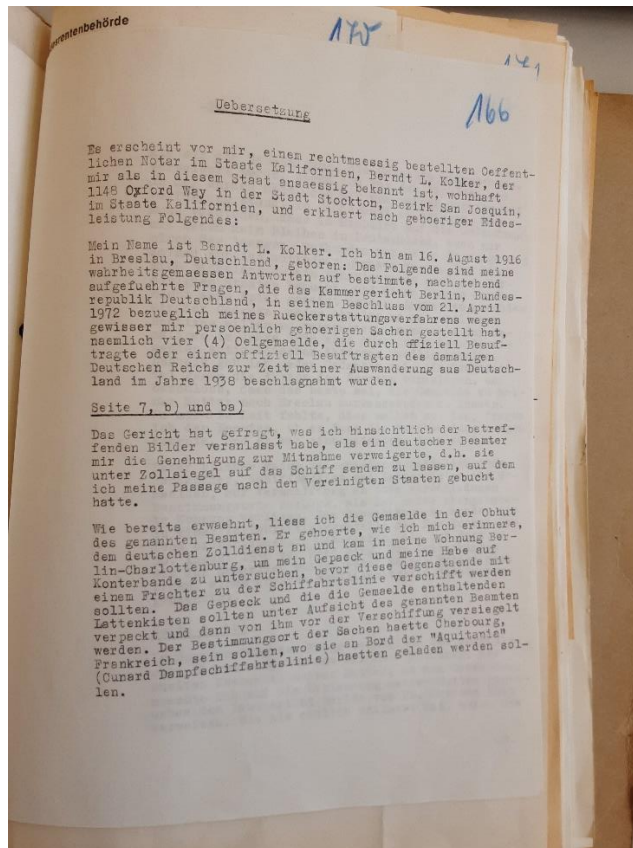 rentenbehörde
170
171
166
Uebersetzung
Es erscheint vor mir, einem rechtmaessig bestellten Oeffent-
lichen Notar im Staate Kalifornien, Berndt L. Kolker, der
mir als in diesem Staat ansaessig bekannt ist, wohnhaft
1148 Oxford Way in der Stadt Stockton, Bezirk San Joaquin,
im Staate Kalifornien, und erklaert nach gehoeriger Eides-
leistung Folgendes:
Mein Name ist Berndt L. Kolker. Ich bin am 16. August 1916
in Breslau, Deutschland, geboren: Das Folgende sind meine
wahrheitsgemaessen Antworten auf bestimmte, nachstehend
aufgefuehrte Fragen, die das Kammergericht Berlin, Bundes-
republik Deutschland, in seinem Beschluss vom 21. April
1972 bezueglich meines Rueckerstattungsverfahrens wegen
gewisser mir persoenlich gehoerigen Sachen gestellt hat,
naemlich vier (4) Oelgemaelde, die durch offiziell Beauf-
tragte oder einen offiziell Beauftragten des damaligen
Deutschen Reichs zur Zeit meiner Auswanderung aus Deutsch-
land im Jahre 1938 beschlagnahmt wurden.
Seite 7, b) und ba)
Das Gericht hat gefragt, was ich hinsichtlich der betref-
fenden Bilder veranlasst habe, als ein deutscher Beamter
mir die Genehmigung zur Mitnahme verweigerte, d.h. sie
unter Zollsiegel auf das Schiff senden zu lassen, auf dem
ich meine Passage nach den Vereinigten Staaten gebucht
hatte.
Wie bereits erwaehnt, liess ich die Gemaelde in der Obhut
des genannten Beamten. Er gehoerte, wie ich mich erinnere,
dem deutschen Zolldienst an und kam in meine Wohnung Ber-
lin-Charlottenburg, um mein Gepaeck und meine Habe auf
Konterbande zu untersuchen, bevor diese Gegenstaende mit
einem Frachter zu der Schiffahrtslinie verschifft werden
sollten. Das Gepaeck und die die Gemaelde enthaltenden
Lattenkisten sollten unter Aufsicht des genannten Beamten
verpackt und dann von ihm vor der Verschiffung versiegelt
werden. Der Bestimmungsort der Sachen haette Cherbourg,
Frankreich, sein sollen, wo sie an Bord der "Aquitania"
(Cunard Dampfschiffahrtslinie) haetten geladen werden sol-
len.